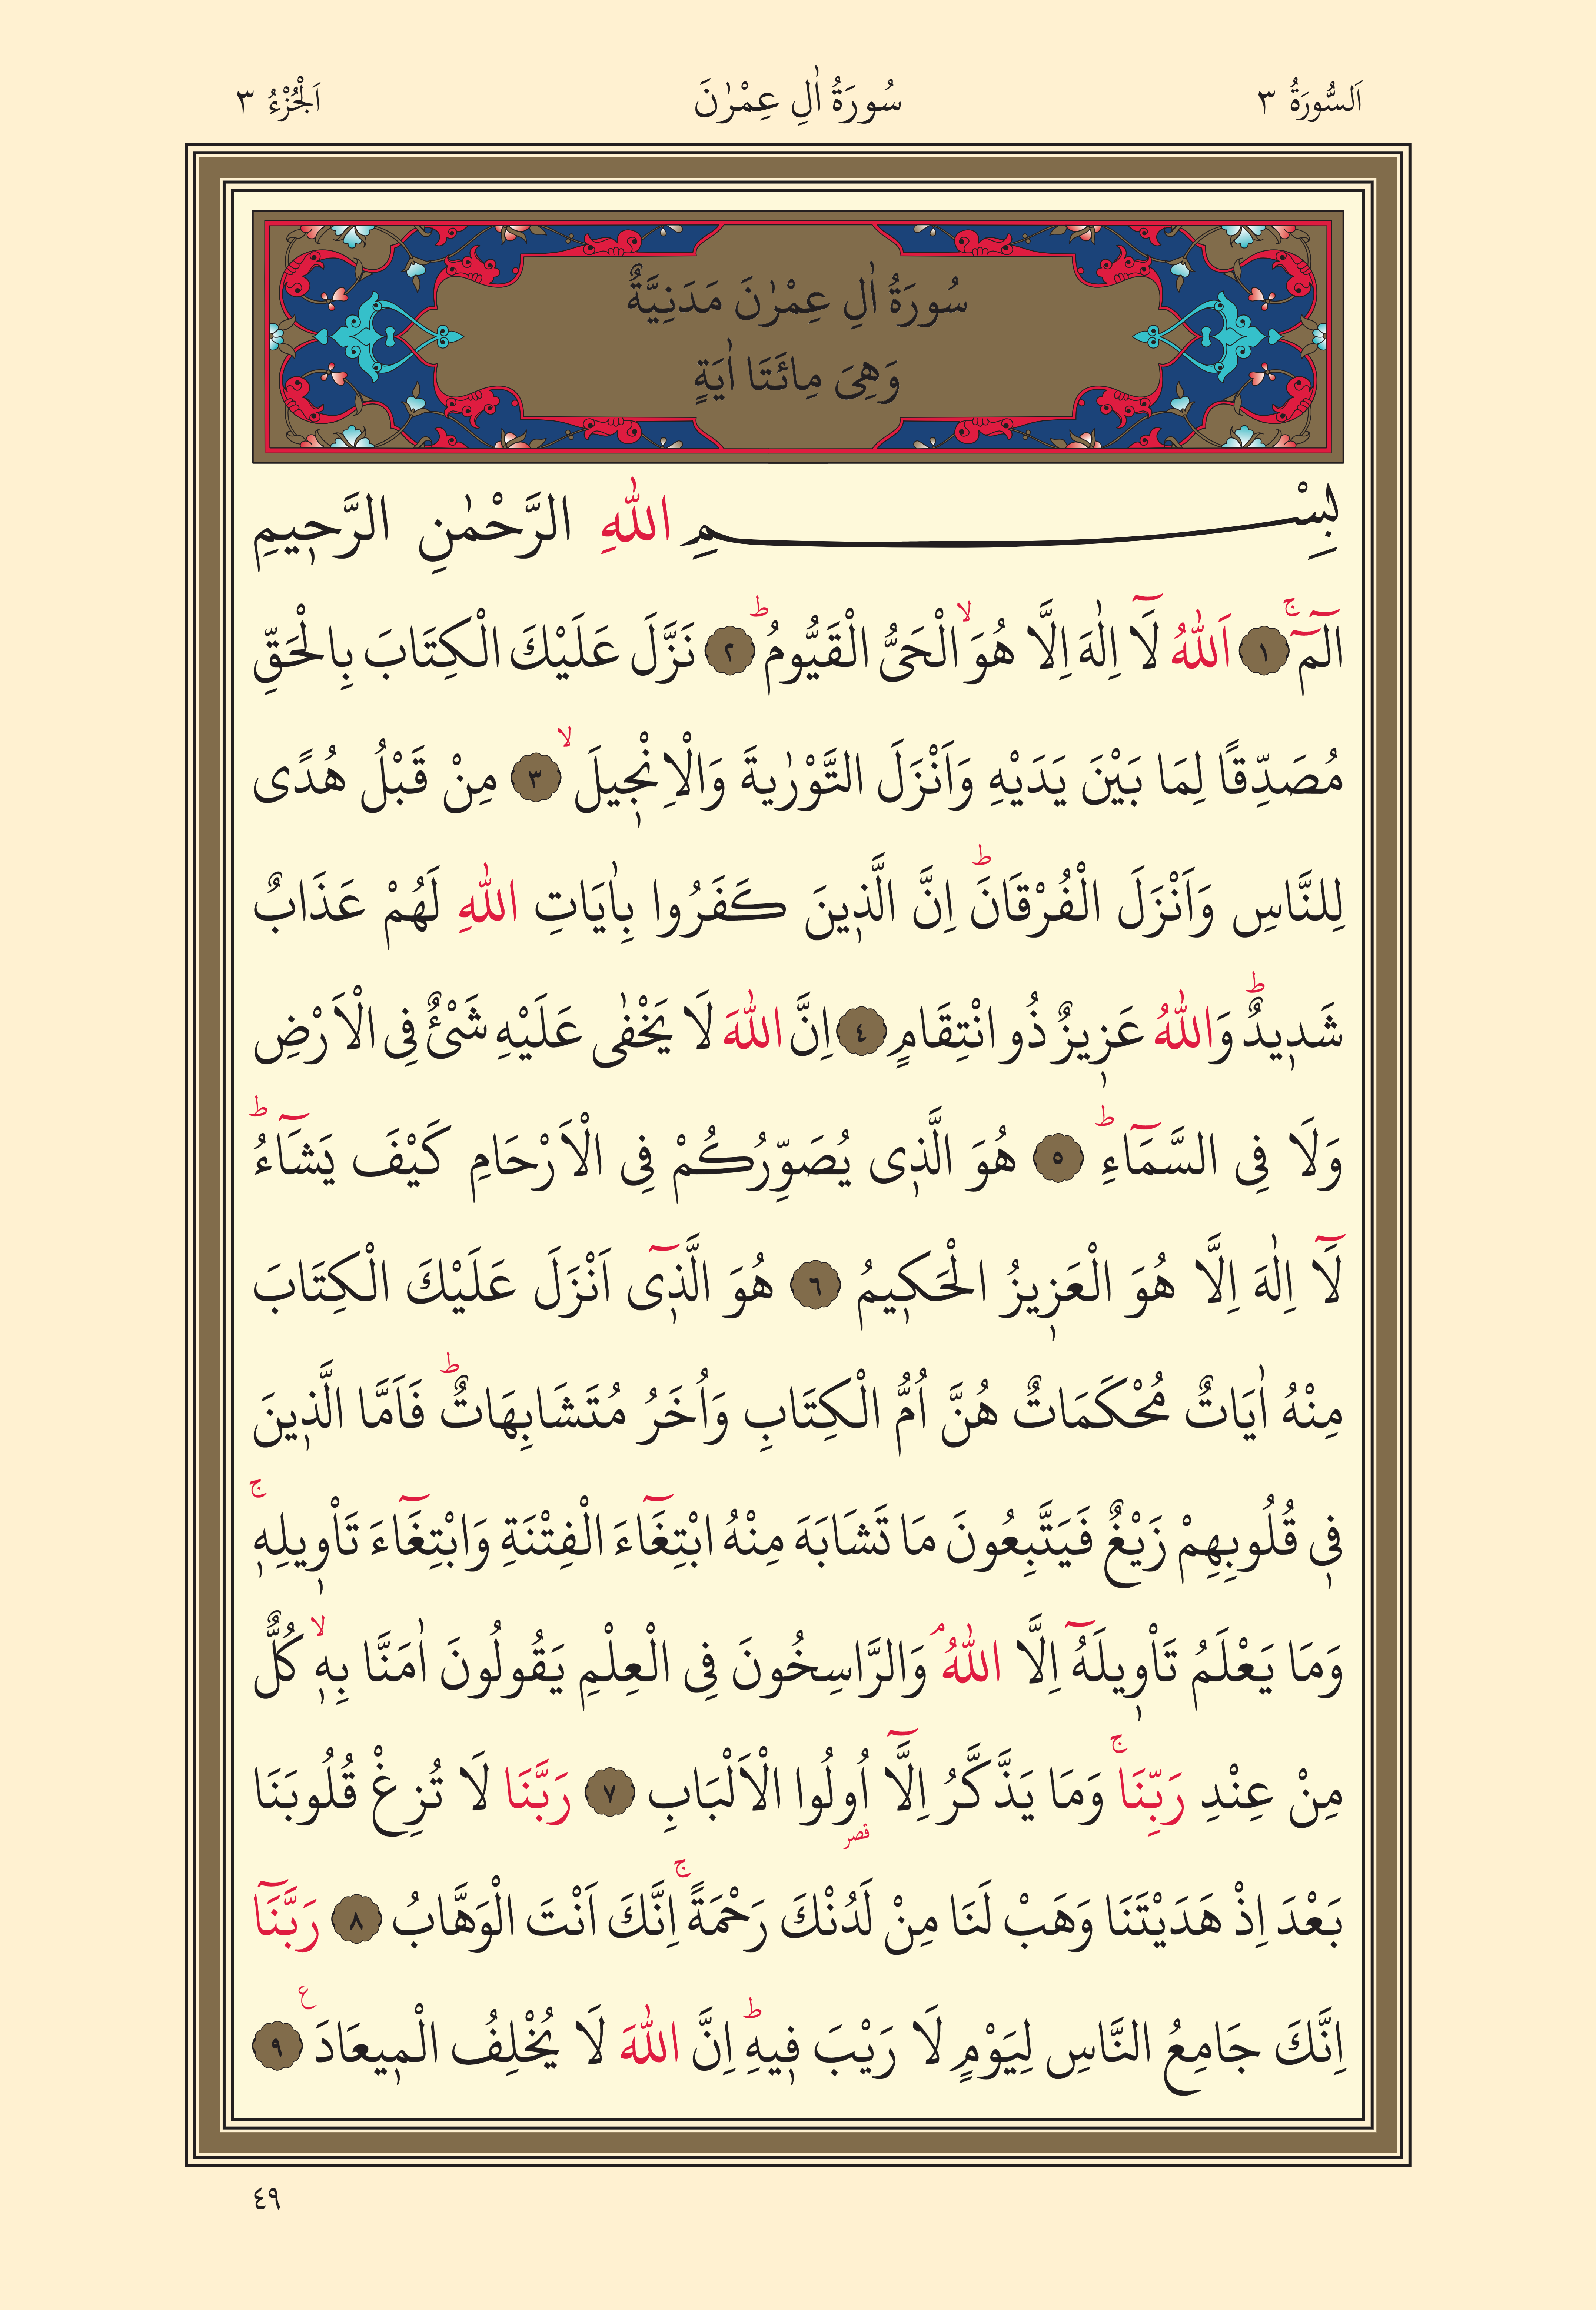 اَلسُّورَةُ ٣ سُورَةُ اٰلِ عِمْرٰنَ اَلْجُزْءُ ٣
سُورَةُ اٰلِ عِمْرٰنَ مَدَنِيَّةٌ
وَهِىَ مِائَتَا اٰيَةٍ
بِسْمِ اللّٰهِ الرَّحْمٰنِ الرَّح۪يمِ
الٓمٓۚ ﴿١﴾ اَللّٰهُ لَٓا اِلٰهَ اِلَّا هُوَۙ الْحَىُّ الْقَيُّومُۜ ﴿٢﴾ نَزَّلَ عَلَيْكَ الْكِتَابَ بِالْحَقِّ
مُصَدِّقًا لِمَا بَيْنَ يَدَيْهِ وَاَنْزَلَ التَّوْرٰيةَ وَالْاِنْج۪يلَۙ ﴿٣﴾ مِنْ قَبْلُ هُدًى
لِلنَّاسِ وَاَنْزَلَ الْفُرْقَانَۜ اِنَّ الَّذ۪ينَ كَفَرُوا بِاٰيَاتِ اللّٰهِ لَهُمْ عَذَابٌ
شَد۪يدٌۜ وَاللّٰهُ عَز۪يزٌ ذُو انْتِقَامٍ ﴿٤﴾ اِنَّ اللّٰهَ لَا يَخْفٰى عَلَيْهِ شَىْءٌ فِى الْاَرْضِ
وَلَا فِى السَّمَٓاءِۜ ﴿٥﴾ هُوَ الَّذ۪ى يُصَوِّرُكُمْ فِى الْاَرْحَامِ كَيْفَ يَشَٓاءُۜ
لَٓا اِلٰهَ اِلَّا هُوَ الْعَز۪يزُ الْحَك۪يمُ ﴿٦﴾ هُوَ الَّذ۪ٓى اَنْزَلَ عَلَيْكَ الْكِتَابَ
مِنْهُ اٰيَاتٌ مُحْكَمَاتٌ هُنَّ اُمُّ الْكِتَابِ وَاُخَرُ مُتَشَابِهَاتٌۜ فَاَمَّا الَّذ۪ينَ
ف۪ى قُلُوبِهِمْ زَيْغٌ فَيَتَّبِعُونَ مَا تَشَابَهَ مِنْهُ ابْتِغَٓاءَ الْفِتْنَةِ وَابْتِغَٓاءَ تَاْو۪يلِه۪ۚ
وَمَا يَعْلَمُ تَاْو۪يلَهُٓ اِلَّا اللّٰهُۢ وَالرَّاسِخُونَ فِى الْعِلْمِ يَقُولُونَ اٰمَنَّا بِه۪ۙ كُلٌّ
مِنْ عِنْدِ رَبِّنَاۚ وَمَا يَذَّكَّرُ اِلَّٓا اُولُوا الْاَلْبَابِ ﴿٧﴾ رَبَّنَا لَا تُزِغْ قُلُوبَنَا
قصر
بَعْدَ اِذْ هَدَيْتَنَا وَهَبْ لَنَا مِنْ لَدُنْكَ رَحْمَةًۚ اِنَّكَ اَنْتَ الْوَهَّابُ ﴿٨﴾ رَبَّنَٓا
اِنَّكَ جَامِعُ النَّاسِ لِيَوْمٍ لَا رَيْبَ ف۪يهِۜ اِنَّ اللّٰهَ لَا يُخْلِفُ الْم۪يعَادَ ع ﴿٩﴾
٤٩